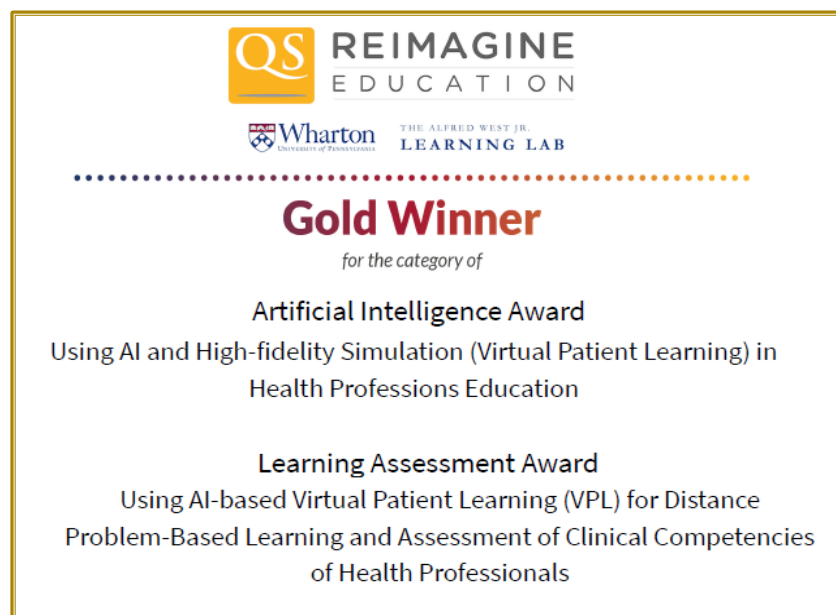 QS REIMAGINE
EDUCATION
Wharton
UNIVERSITY of PENNSYLVANIA
THE ALFRED WEST JR.
LEARNING LAB
Gold Winner
for the category of
Artificial Intelligence Award
Using AI and High-fidelity Simulation (Virtual Patient Learning) in
Health Professions Education
Learning Assessment Award
Using AI-based Virtual Patient Learning (VPL) for Distance
Problem-Based Learning and Assessment of Clinical Competencies
of Health Professionals